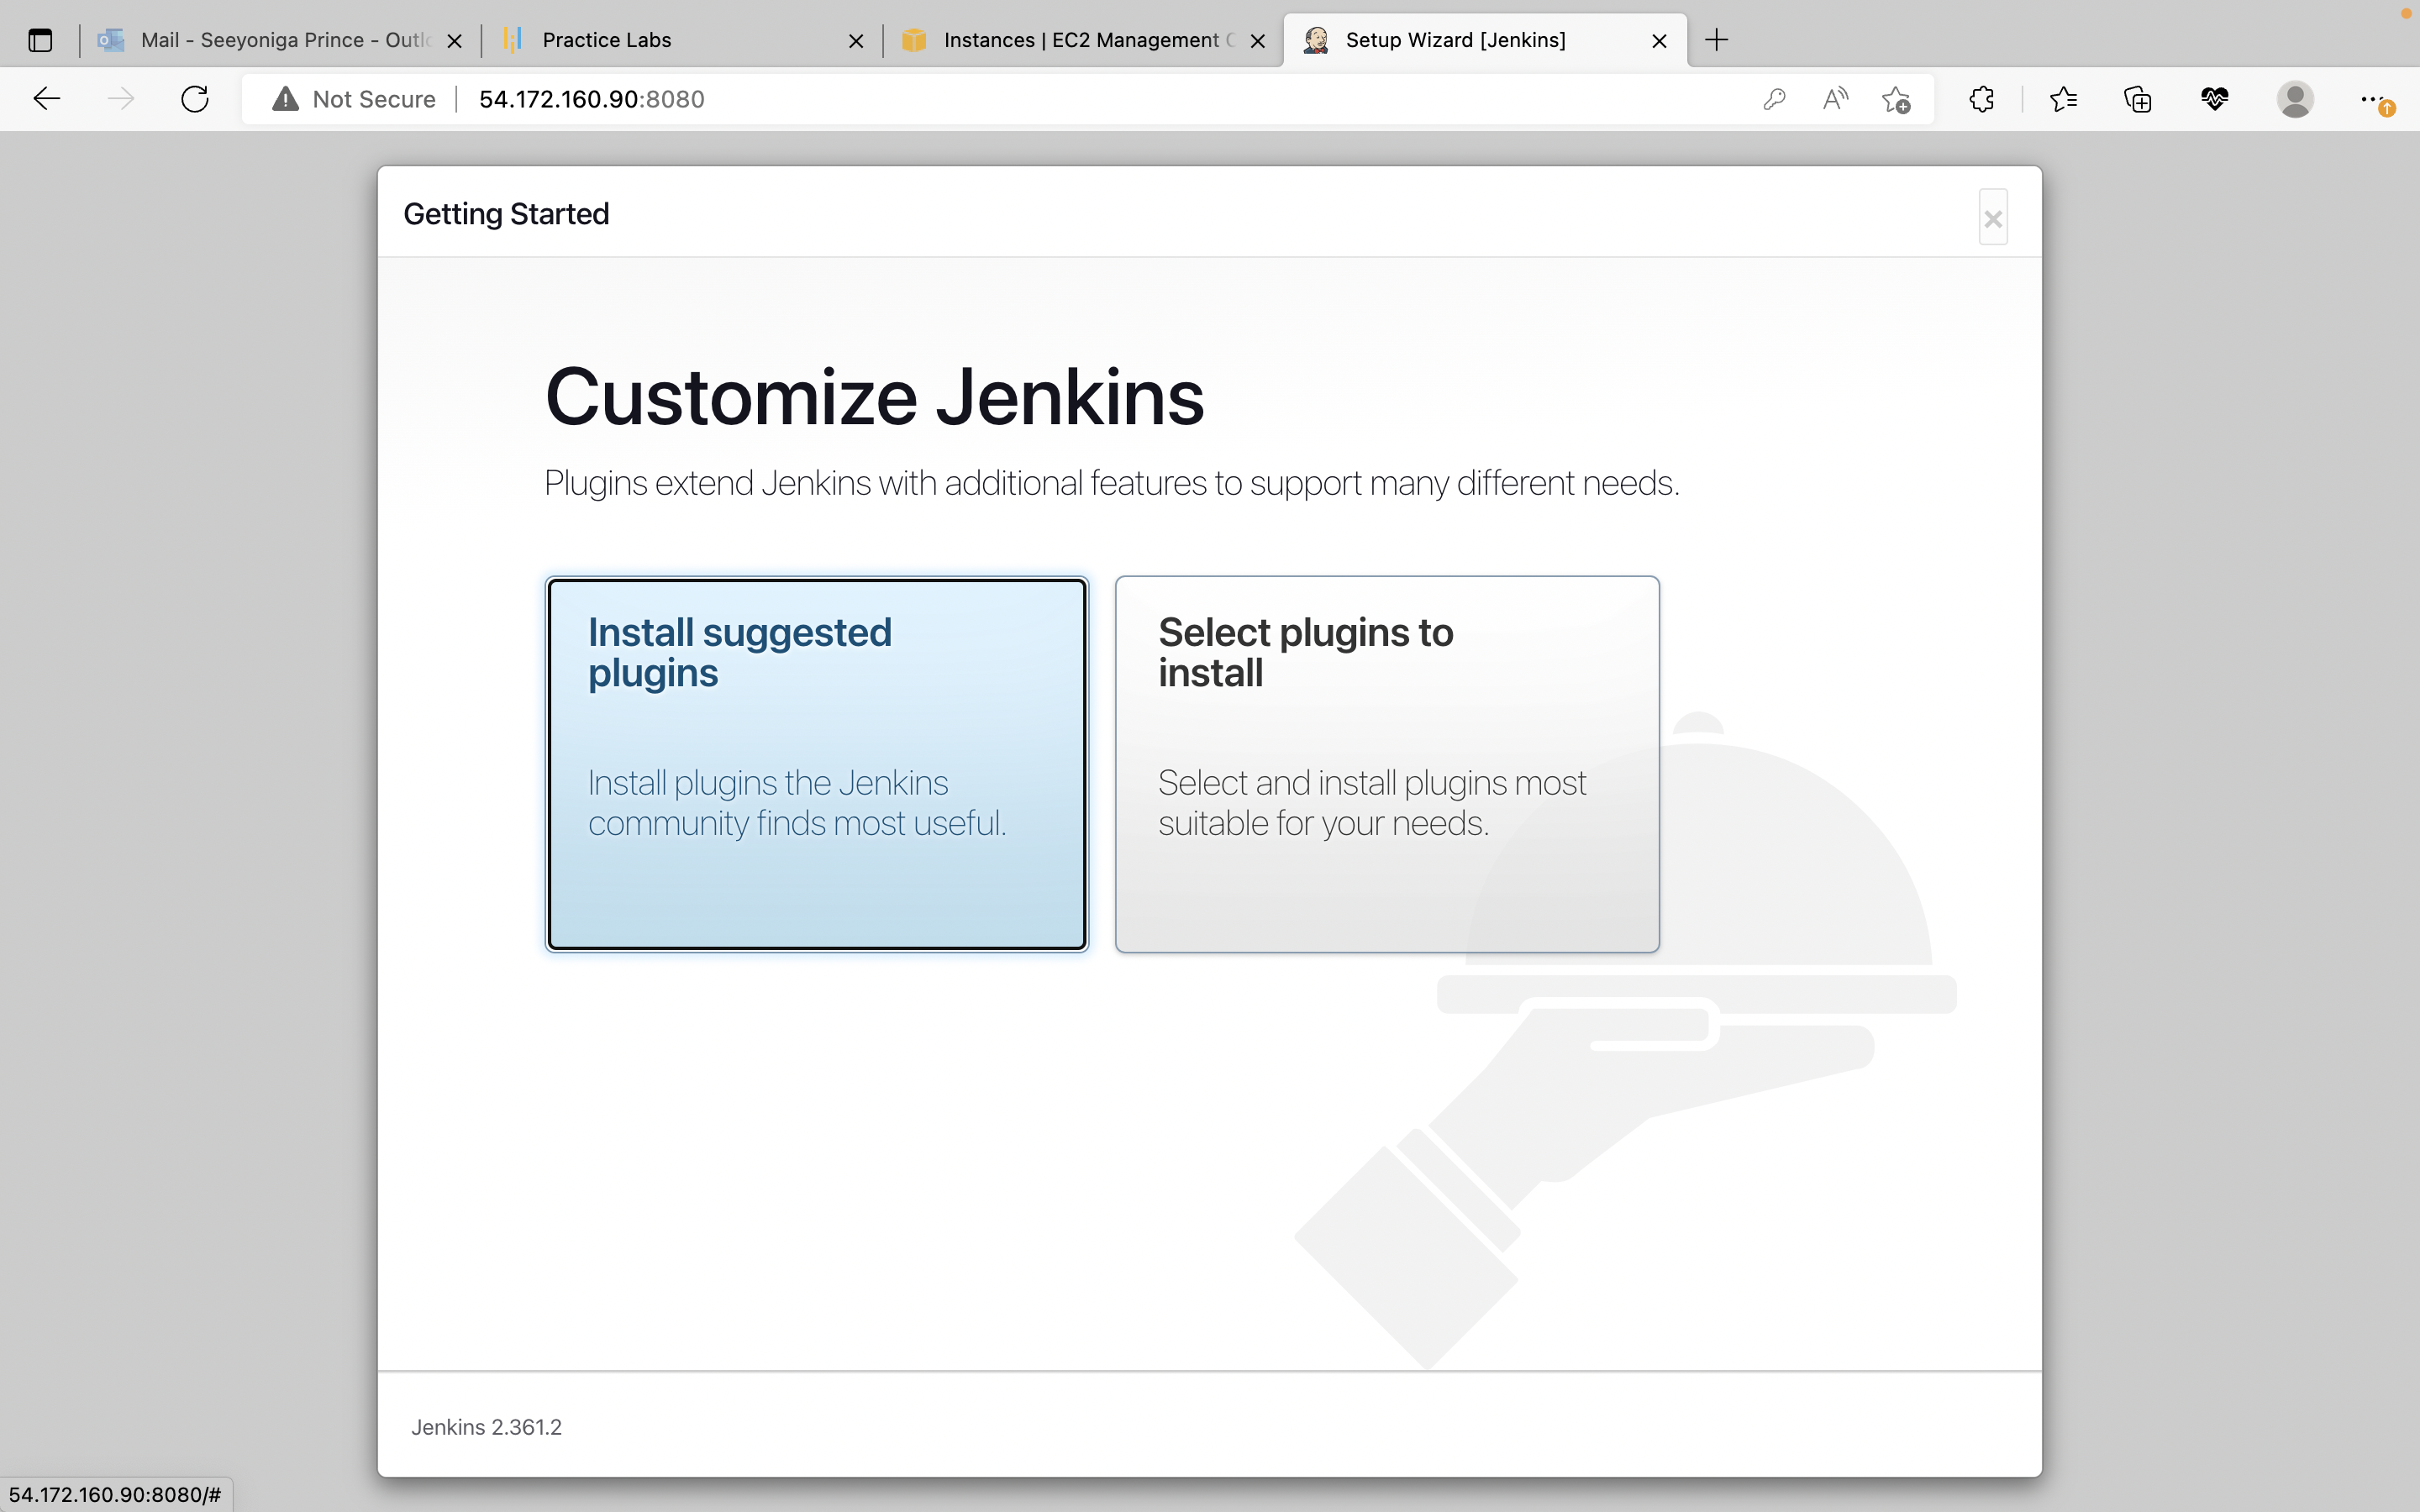 Mail - Seeyoniga Prince - Outlo
Practice Labs
Instances | EC2 Management C
Setup Wizard [Jenkins]
Not Secure
54.172.160.90:8080
Getting Started
Customize Jenkins
Plugins extend Jenkins with additional features to support many different needs.
Install suggested
plugins
Install plugins the Jenkins
community finds most useful.
Select plugins to
install
Select and install plugins most
suitable for your needs.
Jenkins 2.361.2
54.172.160.90:8080/#